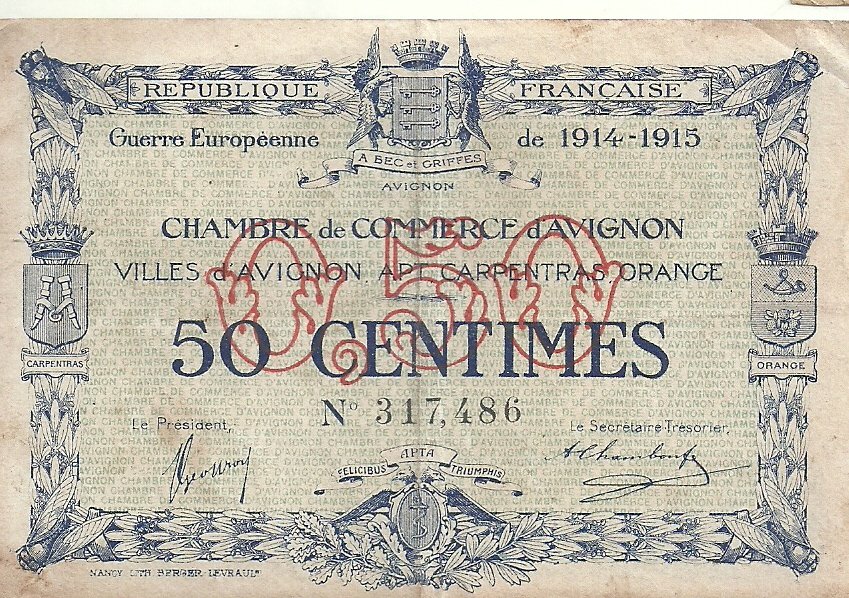 REPUBLIQUE FRANCAISE
Guerre Européenne de 1914-1915
A BEC et GRIFFES
AVIGNON
CHAMBRE de COMMERCE d'AVIGNON
VILLES d'AVIGNON, APT, CARPENTRAS, ORANGE
0,50
50 CENTIMES
CARPENTRAS
ORANGE
Nº 317,486
Le Président,
Le Secrétaire Trésorier
APTA
FELICIBUS TRIUMPHIS
NANCY LITH BERGER-LEVRAULT